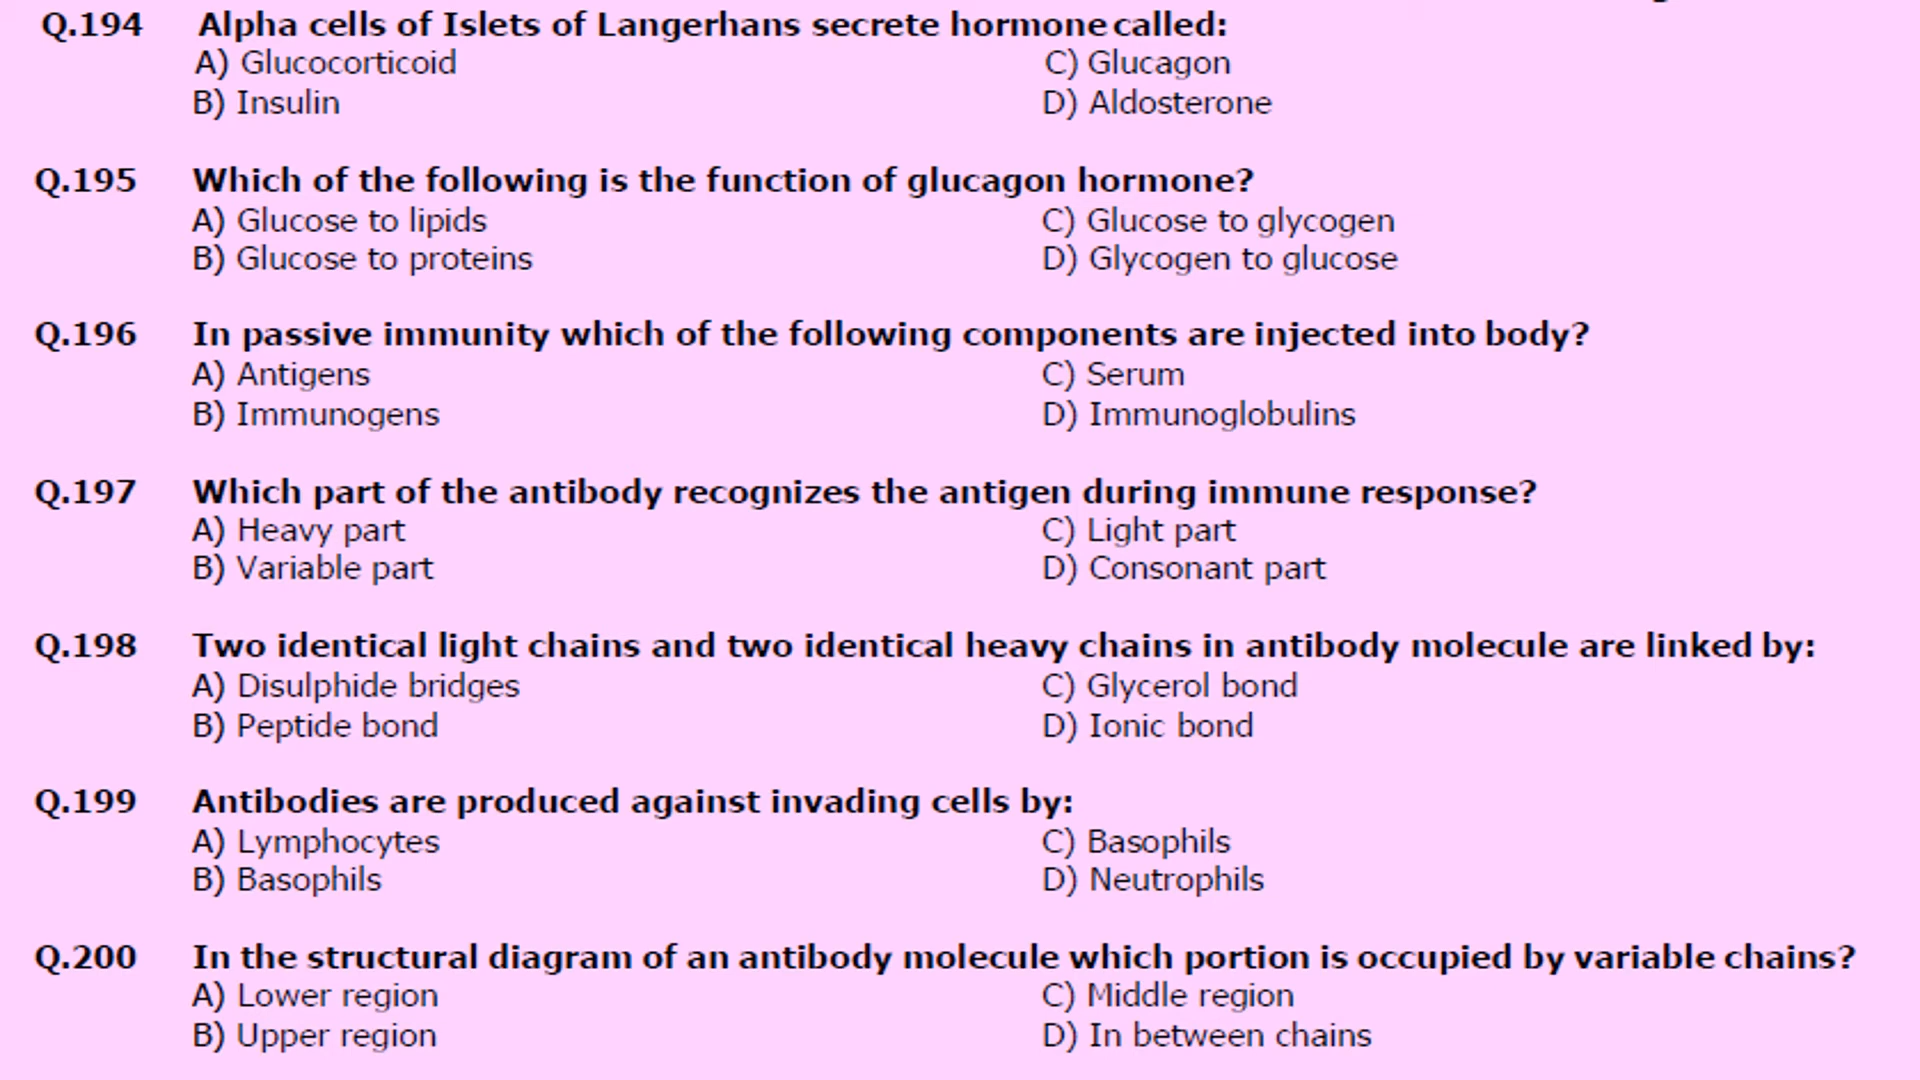 Q.194 Alpha cells of Islets of Langerhans secrete hormone called:
A) Glucocorticoid C) Glucagon
B) Insulin D) Aldosterone
Q.195 Which of the following is the function of glucagon hormone?
A) Glucose to lipids C) Glucose to glycogen
B) Glucose to proteins D) Glycogen to glucose
Q.196 In passive immunity which of the following components are injected into body?
A) Antigens C) Serum
B) Immunogens D) Immunoglobulins
Q.197 Which part of the antibody recognizes the antigen during immune response?
A) Heavy part C) Light part
B) Variable part D) Consonant part
Q.198 Two identical light chains and two identical heavy chains in antibody molecule are linked by:
A) Disulphide bridges C) Glycerol bond
B) Peptide bond D) Ionic bond
Q.199 Antibodies are produced against invading cells by:
A) Lymphocytes C) Basophils
B) Basophils D) Neutrophils
Q.200 In the structural diagram of an antibody molecule which portion is occupied by variable chains?
A) Lower region C) Middle region
B) Upper region D) In between chains